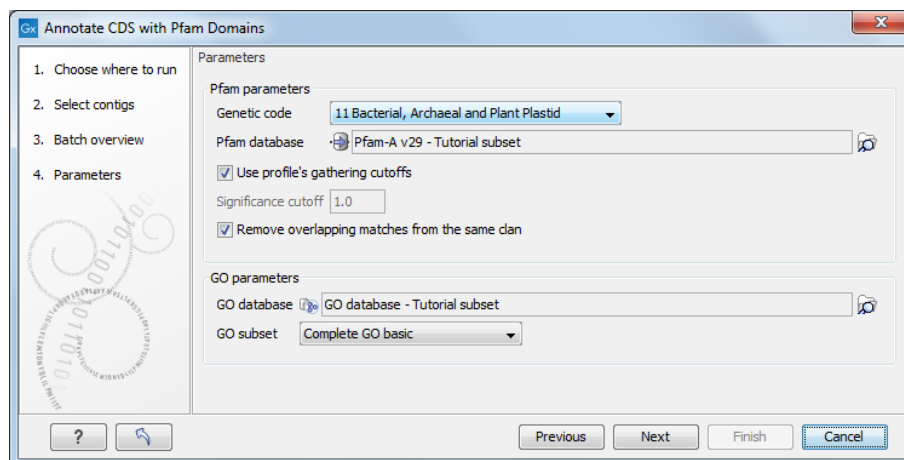 Gx Annotate CDS with Pfam Domains
1. Choose where to run
2. Select contigs
3. Batch overview
4. Parameters
Parameters
Pfam parameters
Genetic code 11 Bacterial, Archaeal and Plant Plastid
Pfam database Pfam-A v29 - Tutorial subset
Use profile's gathering cutoffs
Significance cutoff 1.0
Remove overlapping matches from the same clan
GO parameters
GO database GO database - Tutorial subset
GO subset Complete GO basic
? Previous Next Finish Cancel